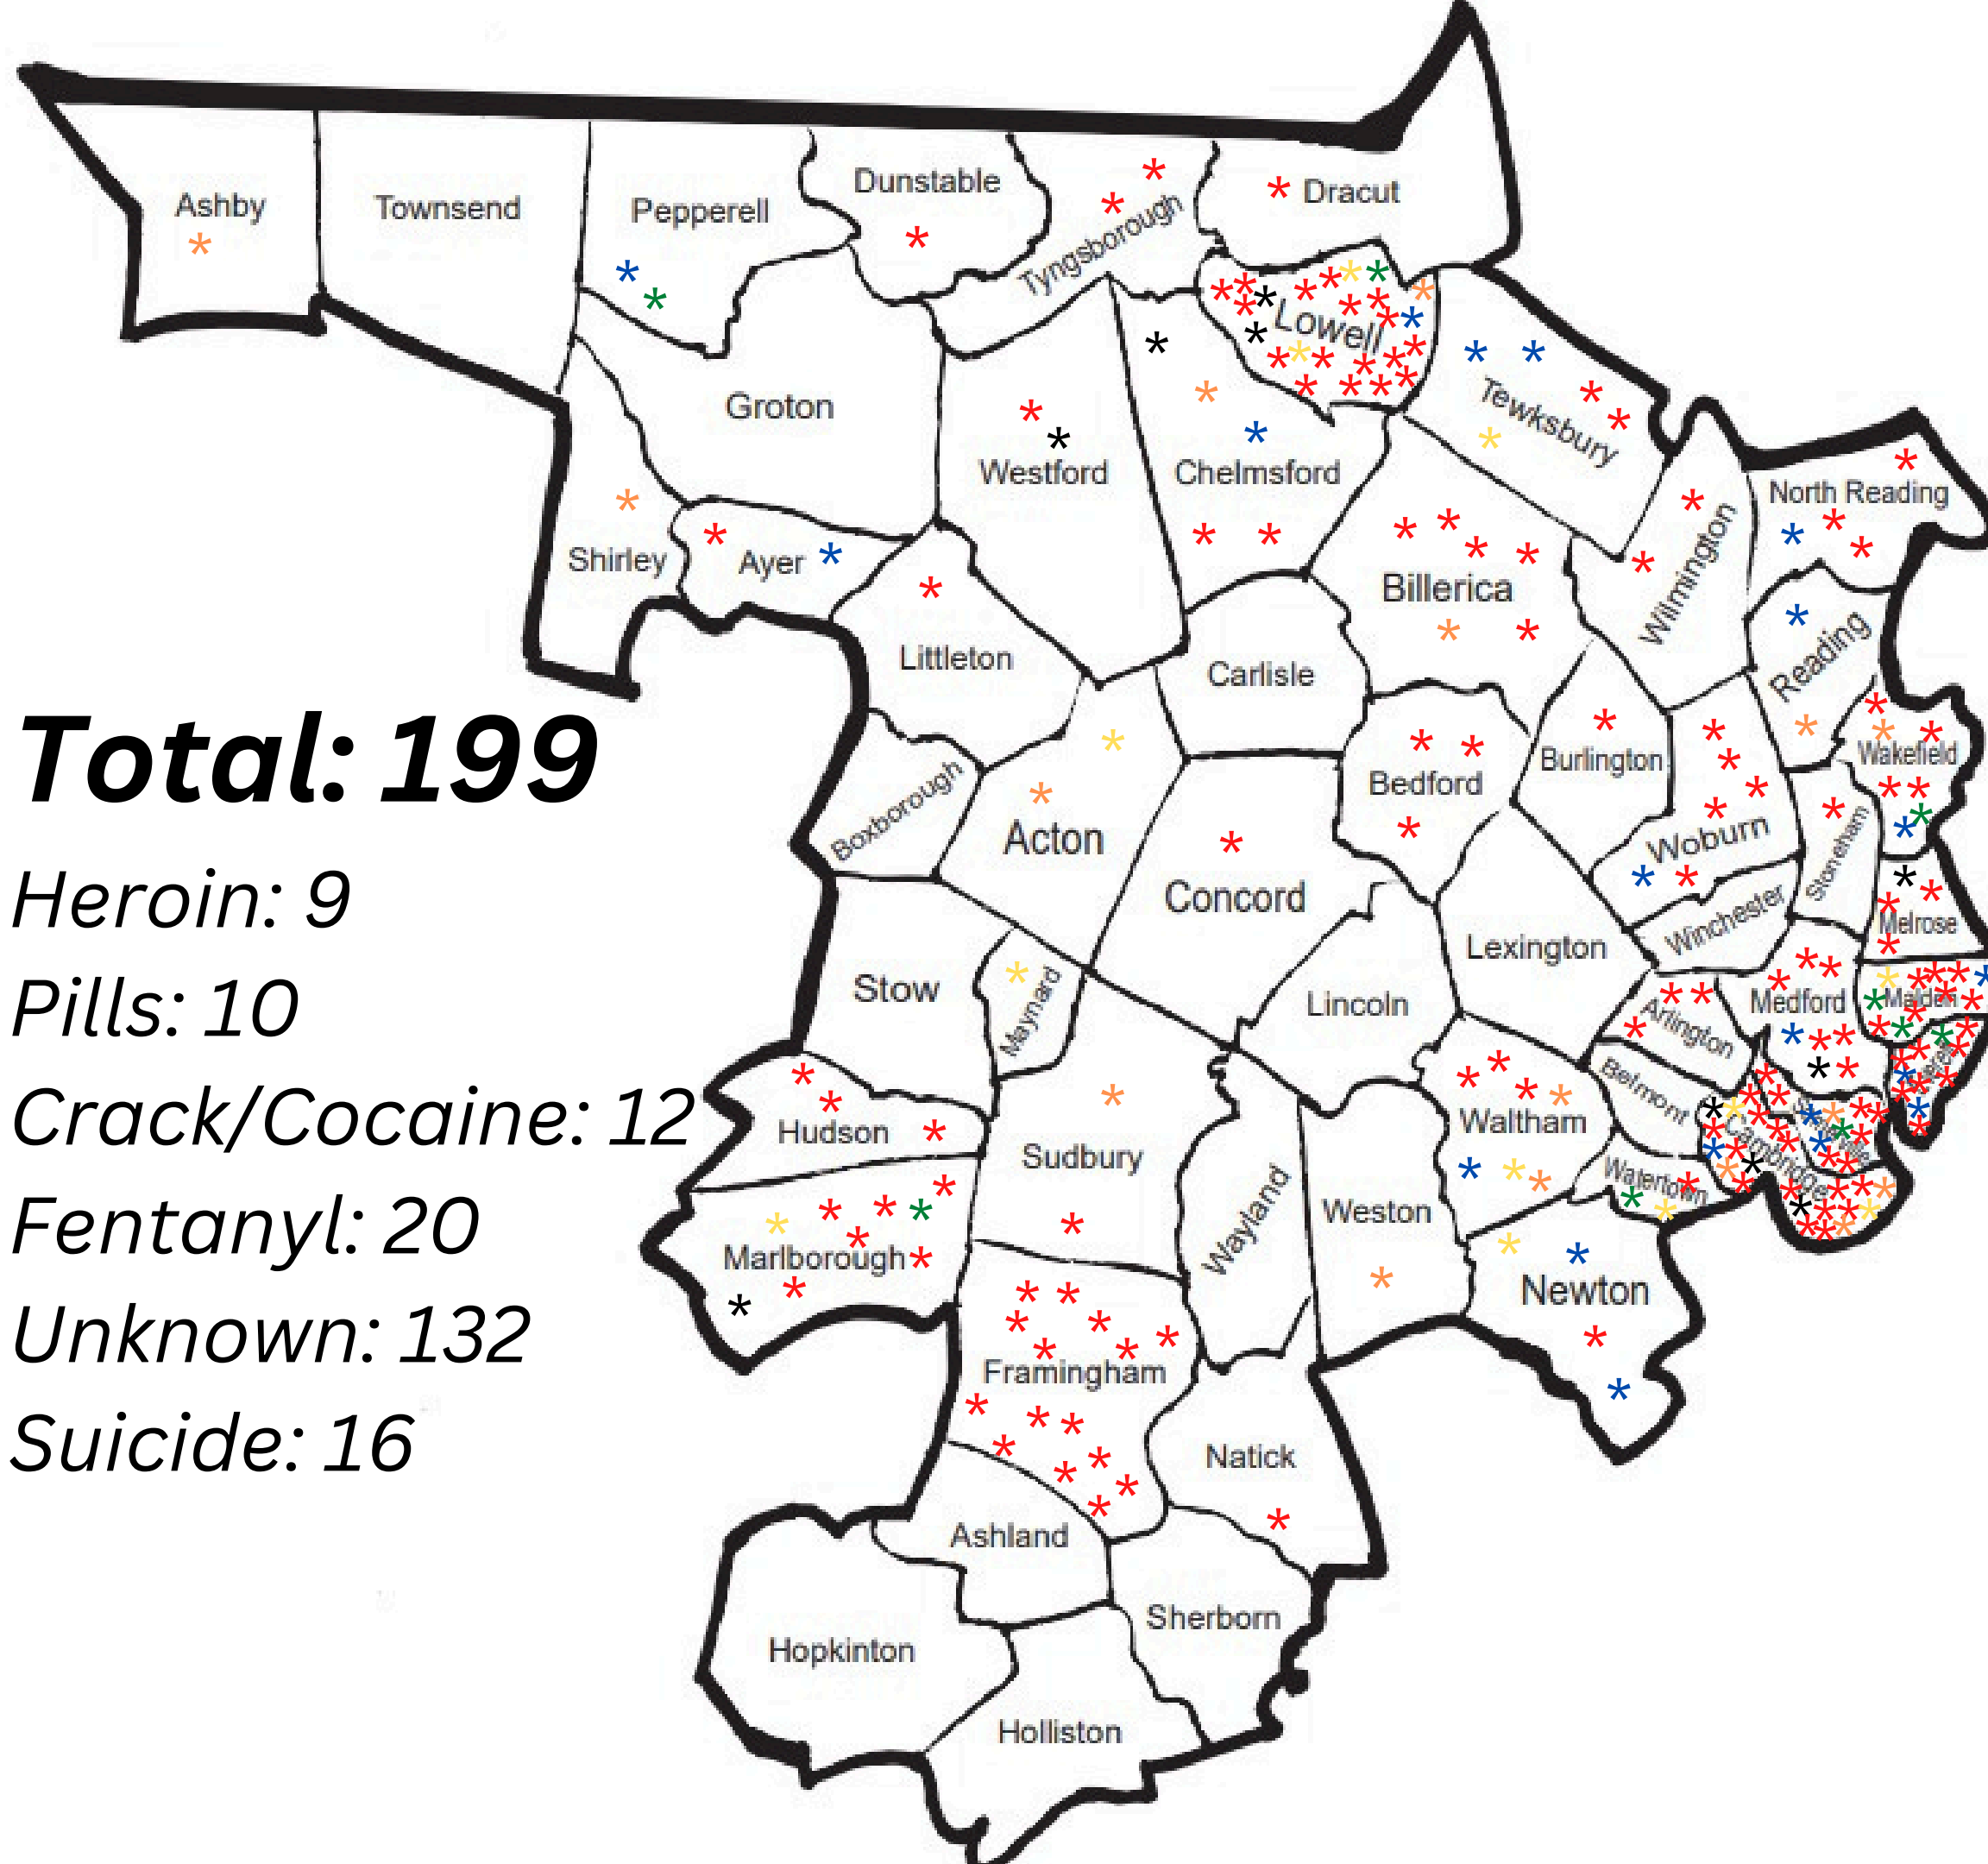 Ashby
Townsend
Pepperell
Dunstable
Tyngsborough
Dracut
Lowell
Tewksbury
Groton
Westford
Chelmsford
North Reading
Wilmington
Shirley
Ayer
Billerica
Reading
Littleton
Carlisle
Wakefield
Burlington
Bedford
Boxborough
Acton
Woburn
Stoneham
Concord
Winchester
Melrose
Lexington
Stow
Maynard
Lincoln
Medford
Malden
Arlington
Belmont
Hudson
Waltham
Sudbury
Cambridge
Watertown
Wayland
Weston
Marlborough
Newton
Framingham
Natick
Ashland
Sherborn
Hopkinton
Holliston
Total: 199
Heroin: 9
Pills: 10
Crack/Cocaine: 12
Fentanyl: 20
Unknown: 132
Suicide: 16